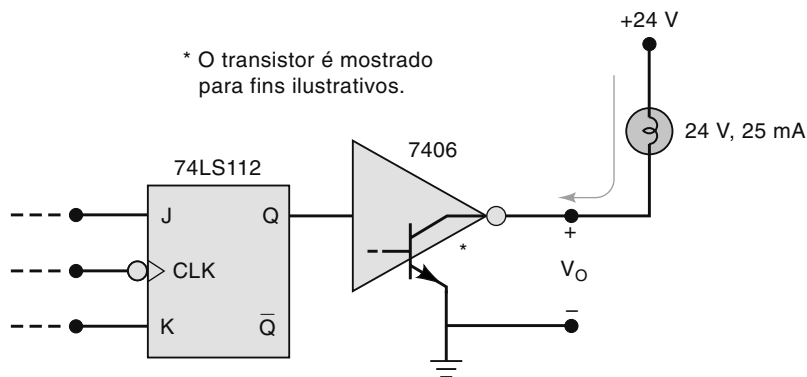 +24 V
* O transistor é mostrado
para fins ilustrativos.
24 V, 25 mA
7406
74LS112
J
Q
*
+
CLK
V_O
K
Q̅
–